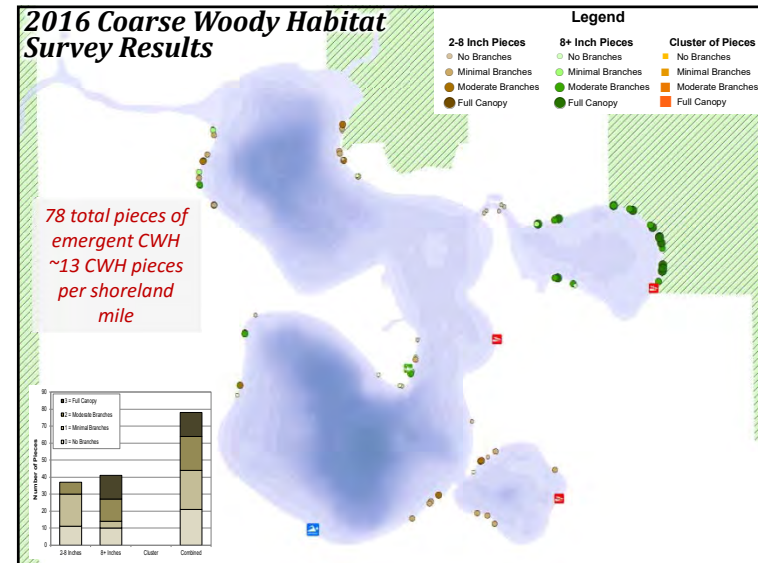 2016 Coarse Woody Habitat
Survey Results
Legend
2-8 Inch Pieces
No Branches
Minimal Branches
Moderate Branches
Full Canopy
8+ Inch Pieces
No Branches
Minimal Branches
Moderate Branches
Full Canopy
Cluster of Pieces
No Branches
Minimal Branches
Moderate Branches
Full Canopy
78 total pieces of
emergent CWH
~13 CWH pieces
per shoreland
mile
Number of Pieces
90
80
70
60
50
40
30
20
10
0
3 = Full Canopy
2 = Moderate Branches
1 = Minimal Branches
0 = No Branches
2-8 Inches
8+ Inches
Cluster
Combined